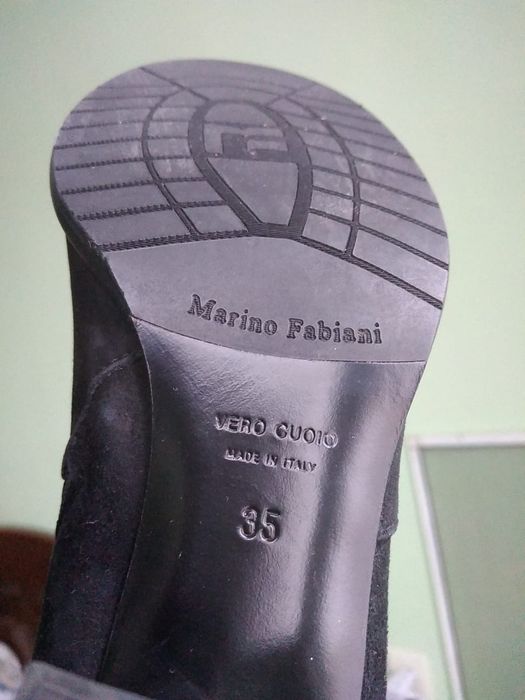 Marino Fabiani
VERO CUOIO
MADE IN ITALY
35